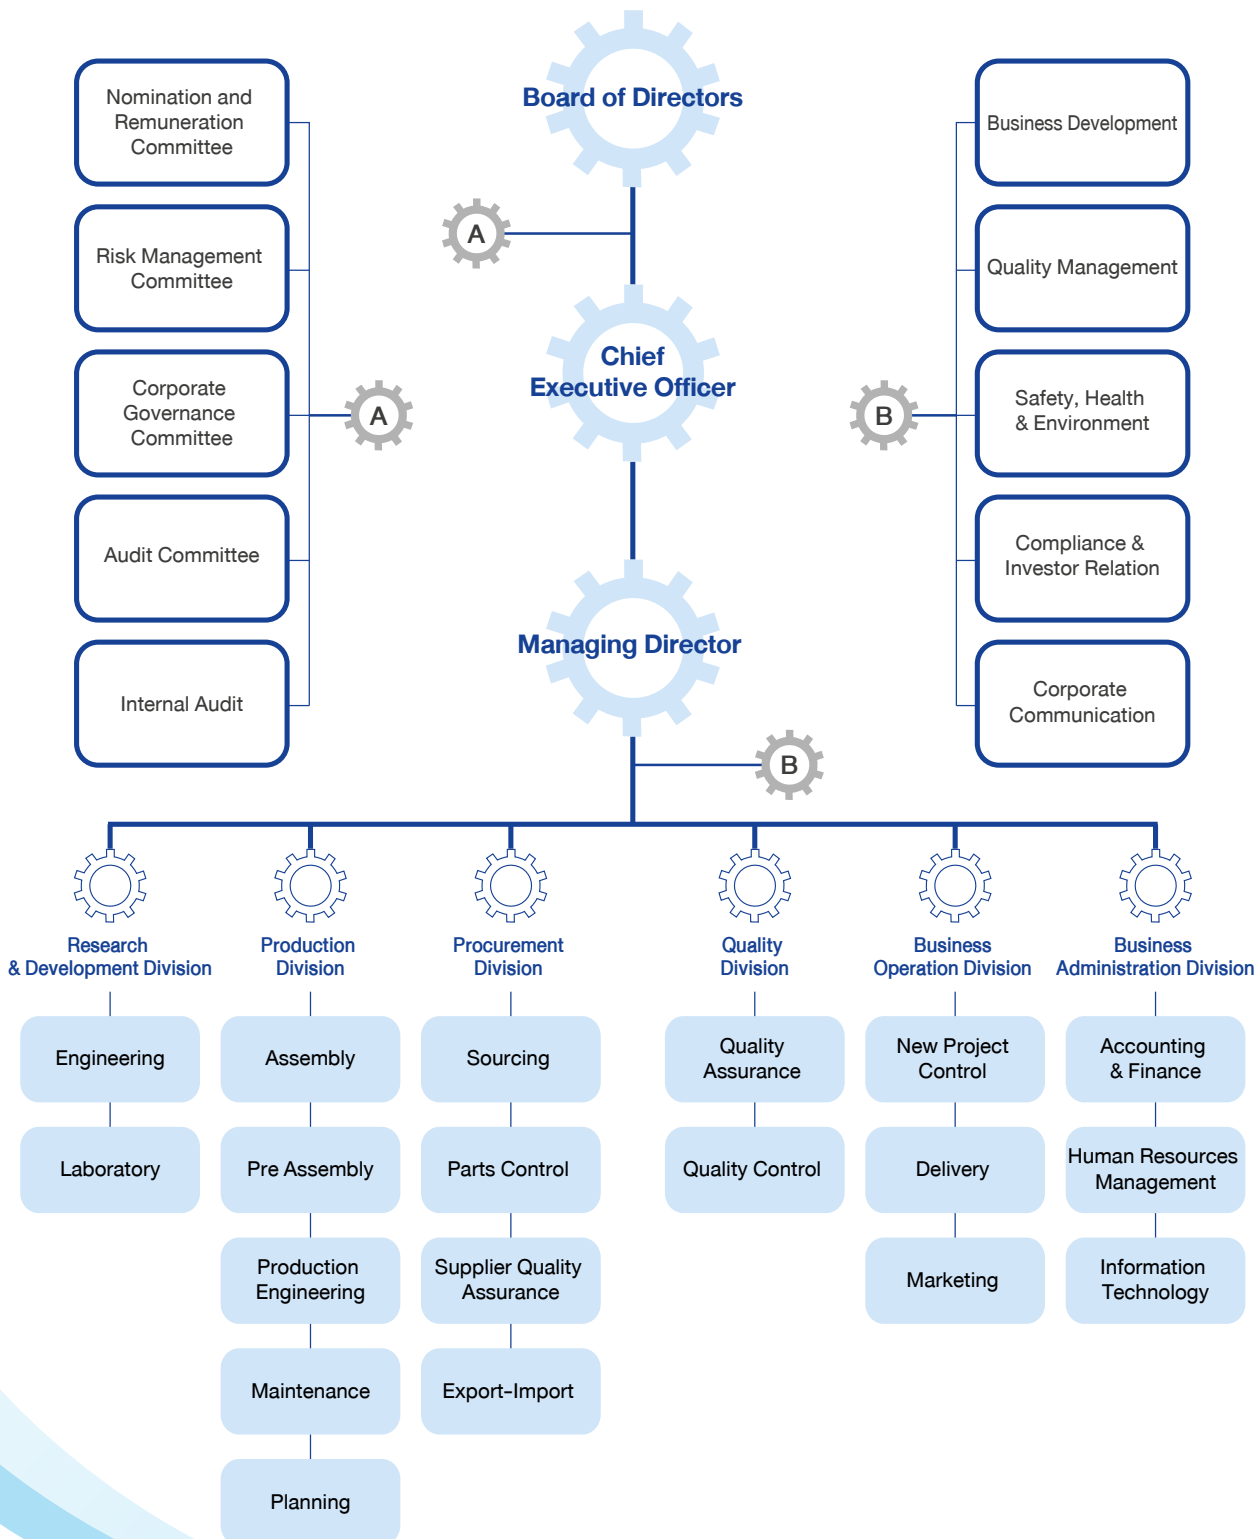 Board of Directors
A
Chief
Executive Officer
Managing Director
B
Nomination and
Remuneration
Committee
Risk Management
Committee
Corporate
Governance
Committee
A
Audit Committee
Internal Audit
Business Development
Quality Management
Safety, Health
& Environment
B
Compliance &
Investor Relation
Corporate
Communication
Research
& Development Division
Engineering
Laboratory
Production
Division
Assembly
Pre Assembly
Production
Engineering
Maintenance
Planning
Procurement
Division
Sourcing
Parts Control
Supplier Quality
Assurance
Export-Import
Quality
Division
Quality
Assurance
Quality Control
Business
Operation Division
New Project
Control
Delivery
Marketing
Business
Administration Division
Accounting
& Finance
Human Resources
Management
Information
Technology